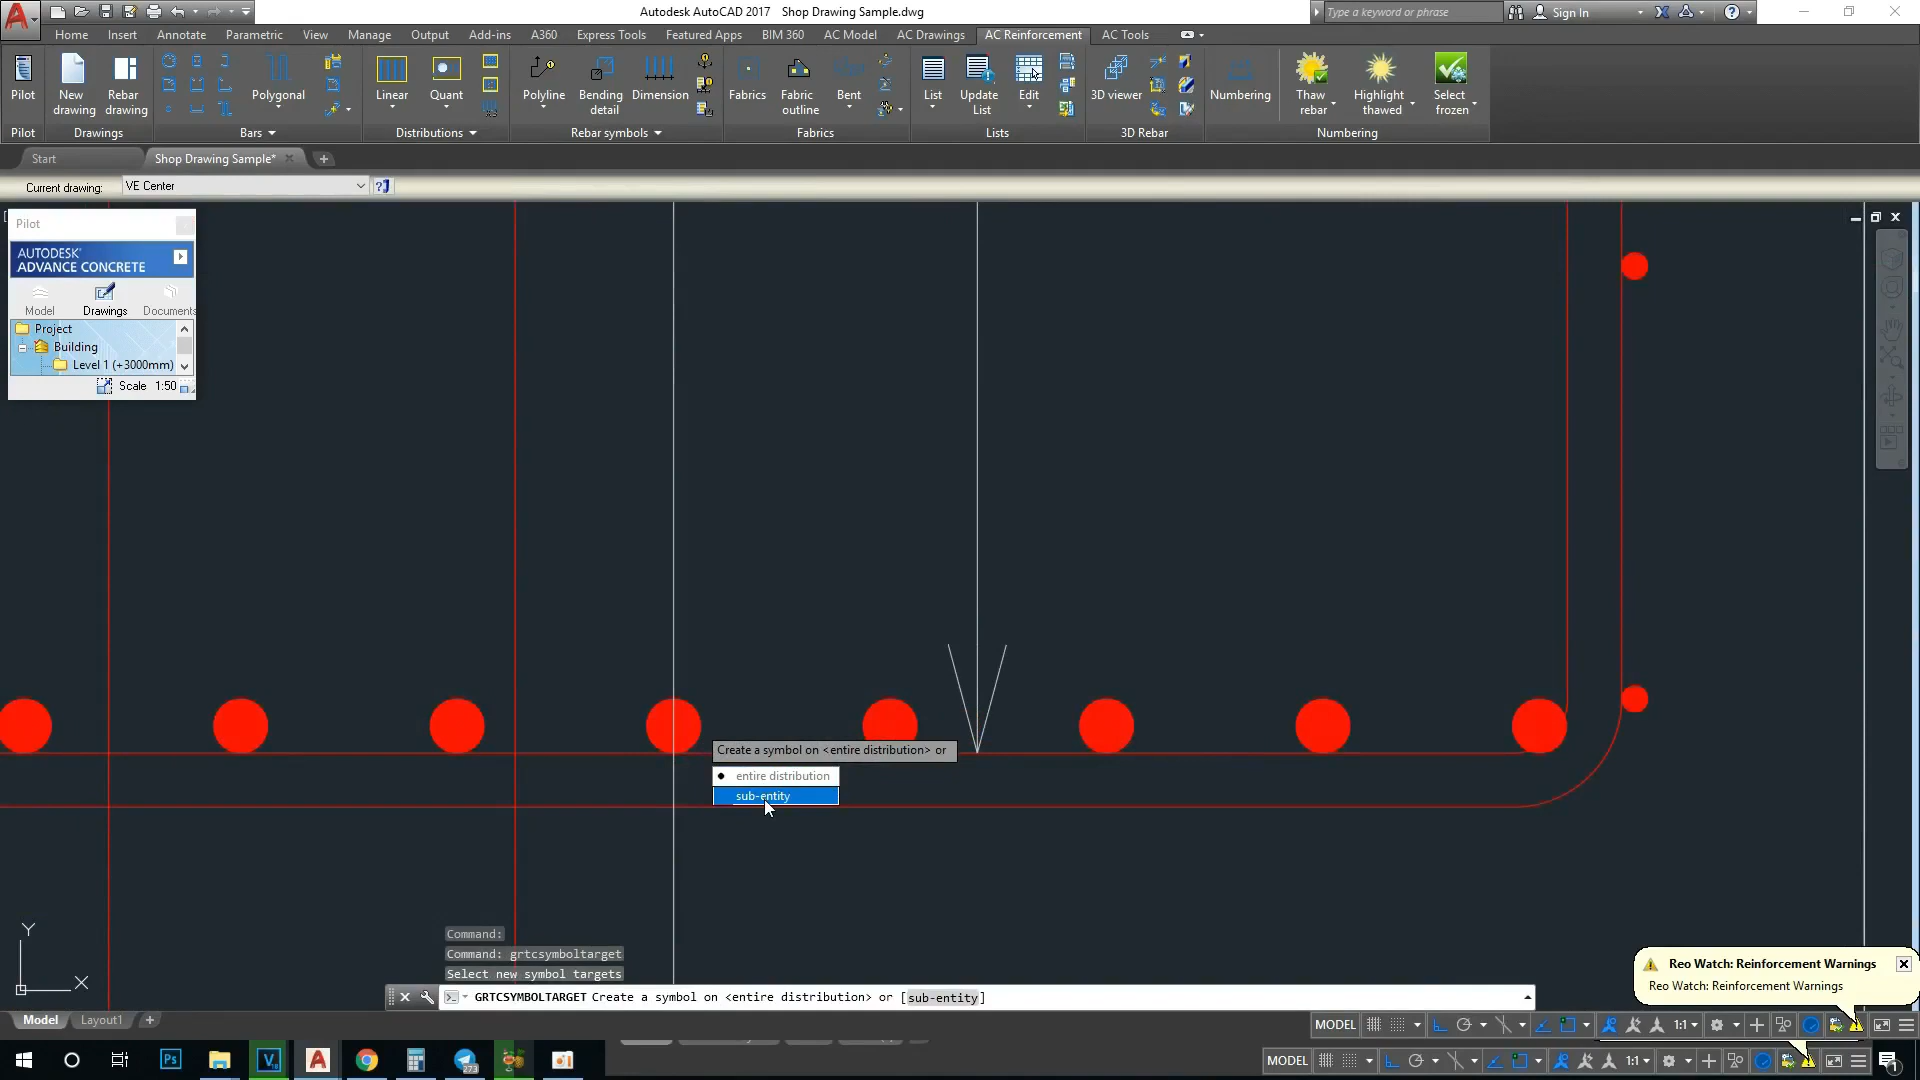 Autodesk AutoCAD 2017   Shop Drawing Sample.dwg
Type a keyword or phrase
Sign In
Home Insert Annotate Parametric View Manage Output Add-ins A360 Express Tools Featured Apps BIM 360 AC Model AC Drawings AC Reinforcement AC Tools
Pilot
New drawing
Rebar drawing
Polygonal
Linear
Quant
Polyline
Bending detail
Dimension
Fabrics
Fabric outline
Bent
List
Update List
Edit
3D viewer
Numbering
Thaw rebar
Highlight thawed
Select frozen
Pilot Drawings Bars Distributions Rebar symbols Fabrics Lists 3D Rebar Numbering
Start
Shop Drawing Sample*
Current drawing: VE Center
Pilot
AUTODESK
ADVANCE CONCRETE
Model Drawings Documents
Project
Building
Level 1 (+3000mm)
Scale 1:50
Create a symbol on <entire distribution> or
entire distribution
sub-entity
Y
X
Command:
Command: grtcsymboltarget
Select new symbol targets
GRTCSYMBOLTARGET Create a symbol on <entire distribution> or [sub-entity]
Reo Watch: Reinforcement Warnings
Reo Watch: Reinforcement Warnings
Model Layout1
MODEL 1:1
Ps
V
A
273
MODEL 1:1
1